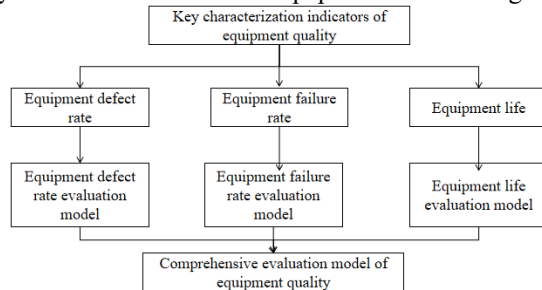 Key characterization indicators of
equipment quality
Equipment defect
rate
Equipment failure
rate
Equipment life
Equipment defect
rate evaluation
model
Equipment failure
rate evaluation
model
Equipment life
evaluation model
Comprehensive evaluation model of
equipment quality